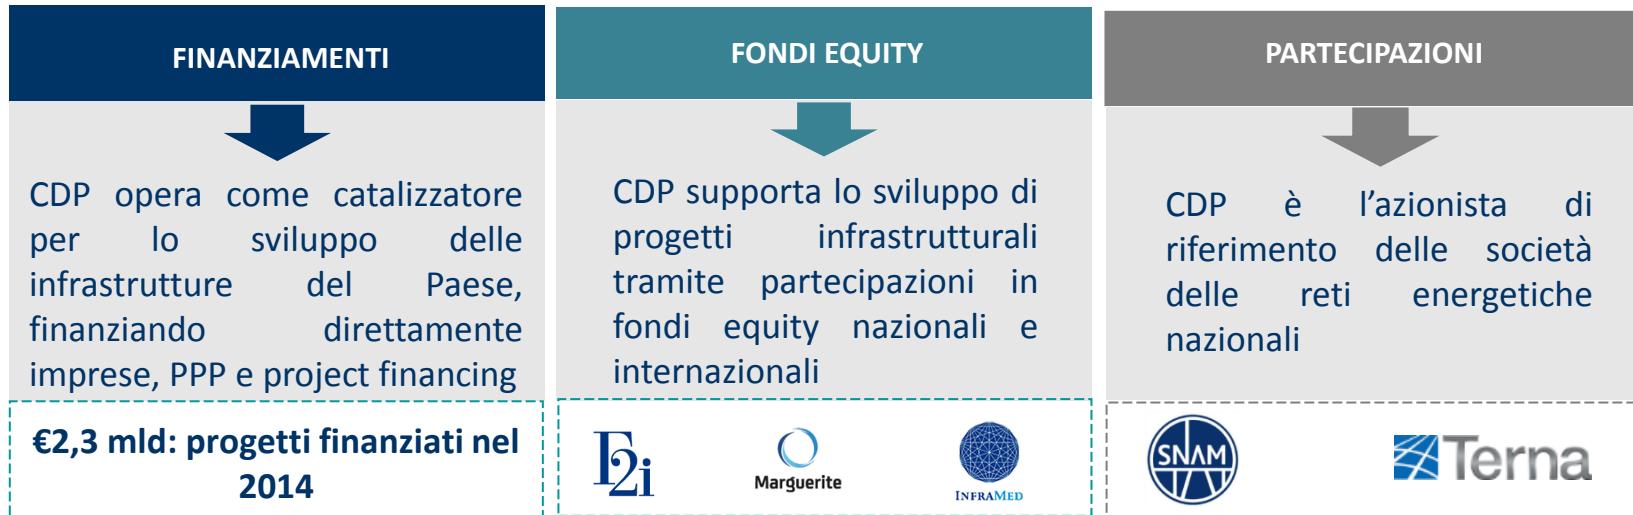 FINANZIAMENTI
CDP opera come catalizzatore
per lo sviluppo delle
infrastrutture del Paese,
finanziando direttamente
imprese, PPP e project financing
€2,3 mld: progetti finanziati nel
2014
FONDI EQUITY
CDP supporta lo sviluppo di
progetti infrastrutturali
tramite partecipazioni in
fondi equity nazionali e
internazionali
F2i
Marguerite
INFRAMED
PARTECIPAZIONI
CDP è l’azionista di
riferimento delle società
delle reti energetiche
nazionali
SNAM
Terna